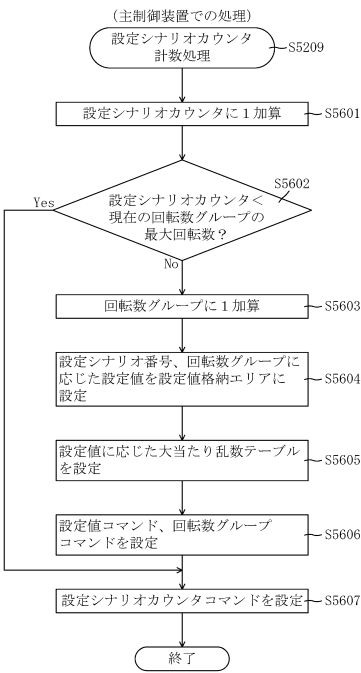 (主制御装置での処理)
設定シナリオカウンタ
計数処理
S5209
設定シナリオカウンタに1加算
S5601
S5602
設定シナリオカウンタ<
現在の回転数グループの
最大回転数?
Yes
No
回転数グループに1加算
S5603
設定シナリオ番号、回転数グループに
応じた設定値を設定値格納エリアに
設定
S5604
設定値に応じた大当たり乱数テーブル
を設定
S5605
設定値コマンド、回転数グループ
コマンドを設定
S5606
設定シナリオカウンタコマンドを設定
S5607
終了